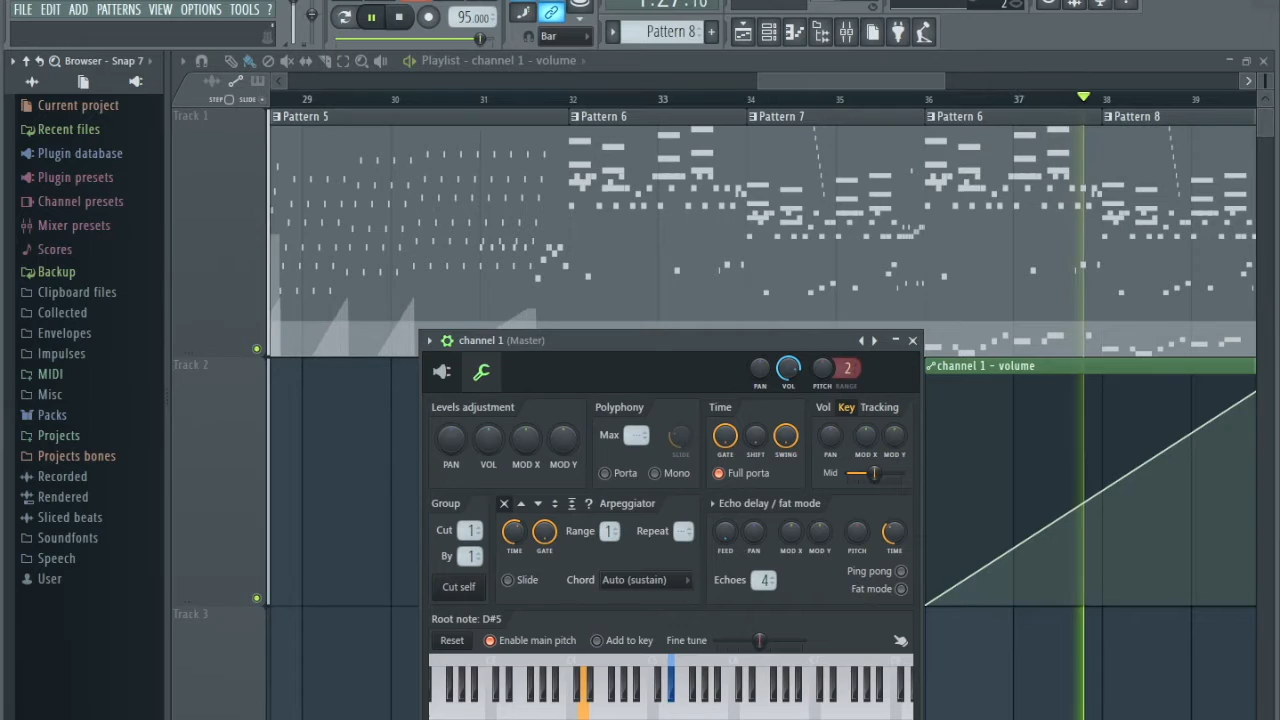 FILE EDIT ADD PATTERNS VIEW OPTIONS TOOLS ?
95.000
1:27:10
2
Bar
Pattern 8
Browser - Snap 7
Playlist - channel 1 - volume
STEP SLIDE
29 30 31 32 33 34 35 36 37 38 39
Current project
Recent files
Plugin database
Plugin presets
Channel presets
Mixer presets
Scores
Backup
Clipboard files
Collected
Envelopes
Impulses
MIDI
Misc
Packs
Projects
Projects bones
Recorded
Rendered
Sliced beats
Soundfonts
Speech
User
Track 1
Pattern 5 Pattern 6 Pattern 7 Pattern 6 Pattern 8
Track 2
channel 1 - volume
Track 3
channel 1 (Master)
PAN VOL PITCH 2 RANGE
Levels adjustment
PAN VOL MOD X MOD Y
Polyphony
Max
SLIDE
Porta Mono
Time
GATE SHIFT SWING
Full porta
Vol Key Tracking
PAN MOD X MOD Y
Mid
Group
Cut 1
By 1
Cut self
? Arpeggiator
TIME GATE Range 1 Repeat
Slide Chord Auto (sustain)
Echo delay / fat mode
FEED PAN MOD X MOD Y PITCH TIME
Echoes 4
Ping pong
Fat mode
Root note: D#5
Reset Enable main pitch Add to key Fine tune